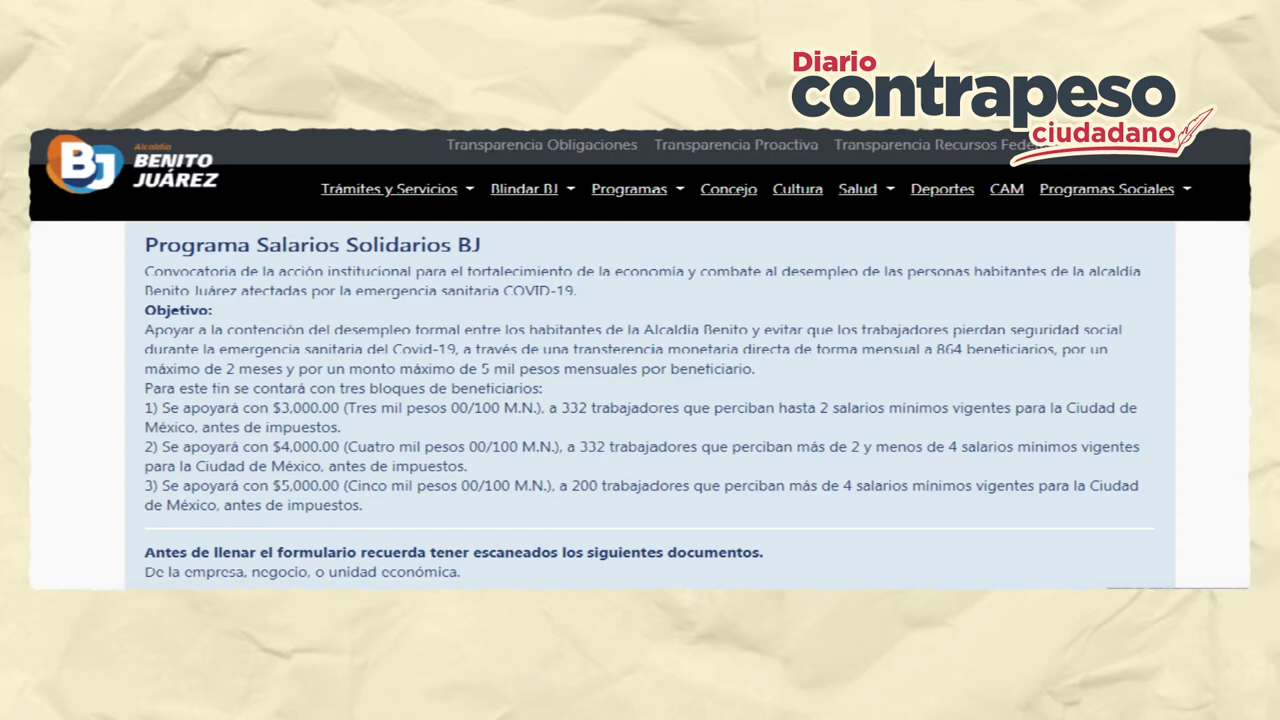 Diario
contrapeso
ciudadano
Transparencia Obligaciones Transparencia Proactiva Transparencia Recursos
Alcaldía
BENITO
JUÁREZ
BJ
Trámites y Servicios Blindar BJ Programas Concejo Cultura Salud Deportes CAM Programas Sociales
Programa Salarios Solidarios BJ
Convocatoria de la acción institucional para el fortalecimiento de la economía y combate al desempleo de las personas habitantes de la alcaldía
Benito Juárez afectadas por la emergencia sanitaria COVID-19.
Objetivo:
Apoyar a la contención del desempleo formal entre los habitantes de la Alcaldía Benito y evitar que los trabajadores pierdan seguridad social
durante la emergencia sanitaria del Covid-19, a través de una transferencia monetaria directa de forma mensual a 864 beneficiarios, por un
máximo de 2 meses y por un monto máximo de 5 mil pesos mensuales por beneficiario.
Para este fin se contará con tres bloques de beneficiarios:
1) Se apoyará con $3,000.00 (Tres mil pesos 00/100 M.N.), a 332 trabajadores que perciban hasta 2 salarios mínimos vigentes para la Ciudad de
México, antes de impuestos.
2) Se apoyará con $4,000.00 (Cuatro mil pesos 00/100 M.N.), a 332 trabajadores que perciban más de 2 y menos de 4 salarios mínimos vigentes
para la Ciudad de México, antes de impuestos.
3) Se apoyará con $5,000.00 (Cinco mil pesos 00/100 M.N.), a 200 trabajadores que perciban más de 4 salarios mínimos vigentes para la Ciudad
de México, antes de impuestos.
Antes de llenar el formulario recuerda tener escaneados los siguientes documentos.
De la empresa, negocio, o unidad económica.